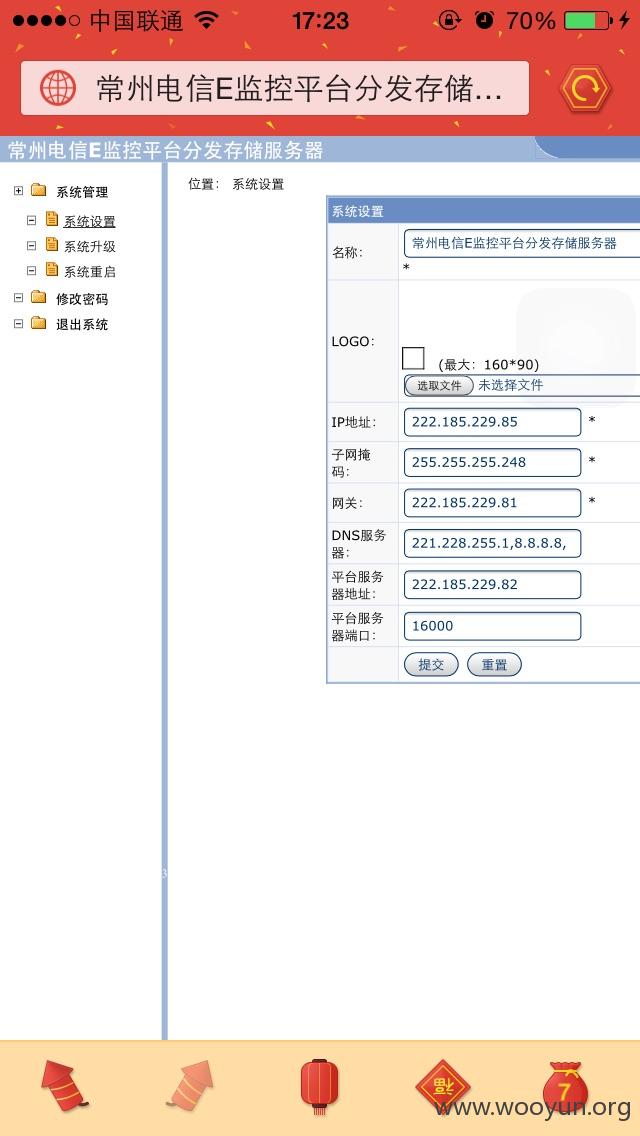 中国联通 17:23 70%
常州电信E监控平台分发存储...
常州电信E监控平台分发存储服务器
系统管理
系统设置
系统升级
系统重启
修改密码
退出系统
位置： 系统设置
系统设置
名称： 常州电信E监控平台分发存储服务器
*
LOGO：
(最大：160*90)
选取文件 未选择文件
IP地址： 222.185.229.85 *
子网掩码： 255.255.255.248 *
网关： 222.185.229.81 *
DNS服务器： 221.228.255.1,8.8.8.8,
平台服务器地址： 222.185.229.82
平台服务器端口： 16000
提交 重置
3
福
7
www.wooyun.org